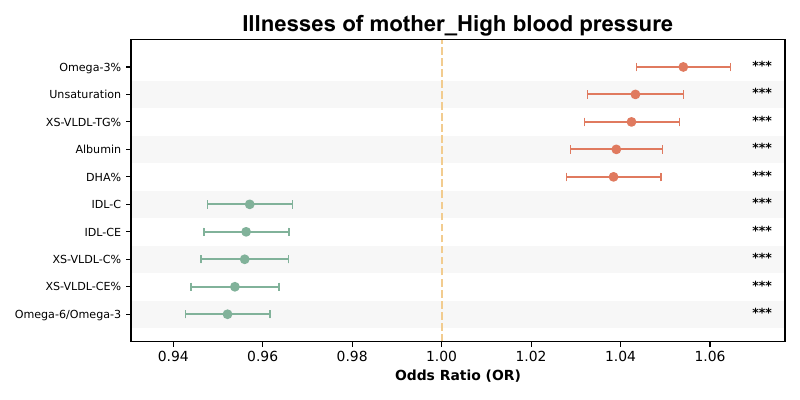 Illnesses of mother_High blood pressure
Omega-3% ***
Unsaturation ***
XS-VLDL-TG% ***
Albumin ***
DHA% ***
IDL-C ***
IDL-CE ***
XS-VLDL-C% ***
XS-VLDL-CE% ***
Omega-6/Omega-3 ***
0.94 0.96 0.98 1.00 1.02 1.04 1.06
Odds Ratio (OR)